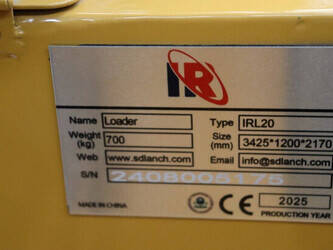 IR
Name Loader Type IRL20
Weight (kg) 700 Size (mm) 3425*1200*2170
Web www.sdlanch.com Email info@sdlanch.com
S/N 2408005175
MADE IN CHINA CE 2025
PRODUCTION YEAR